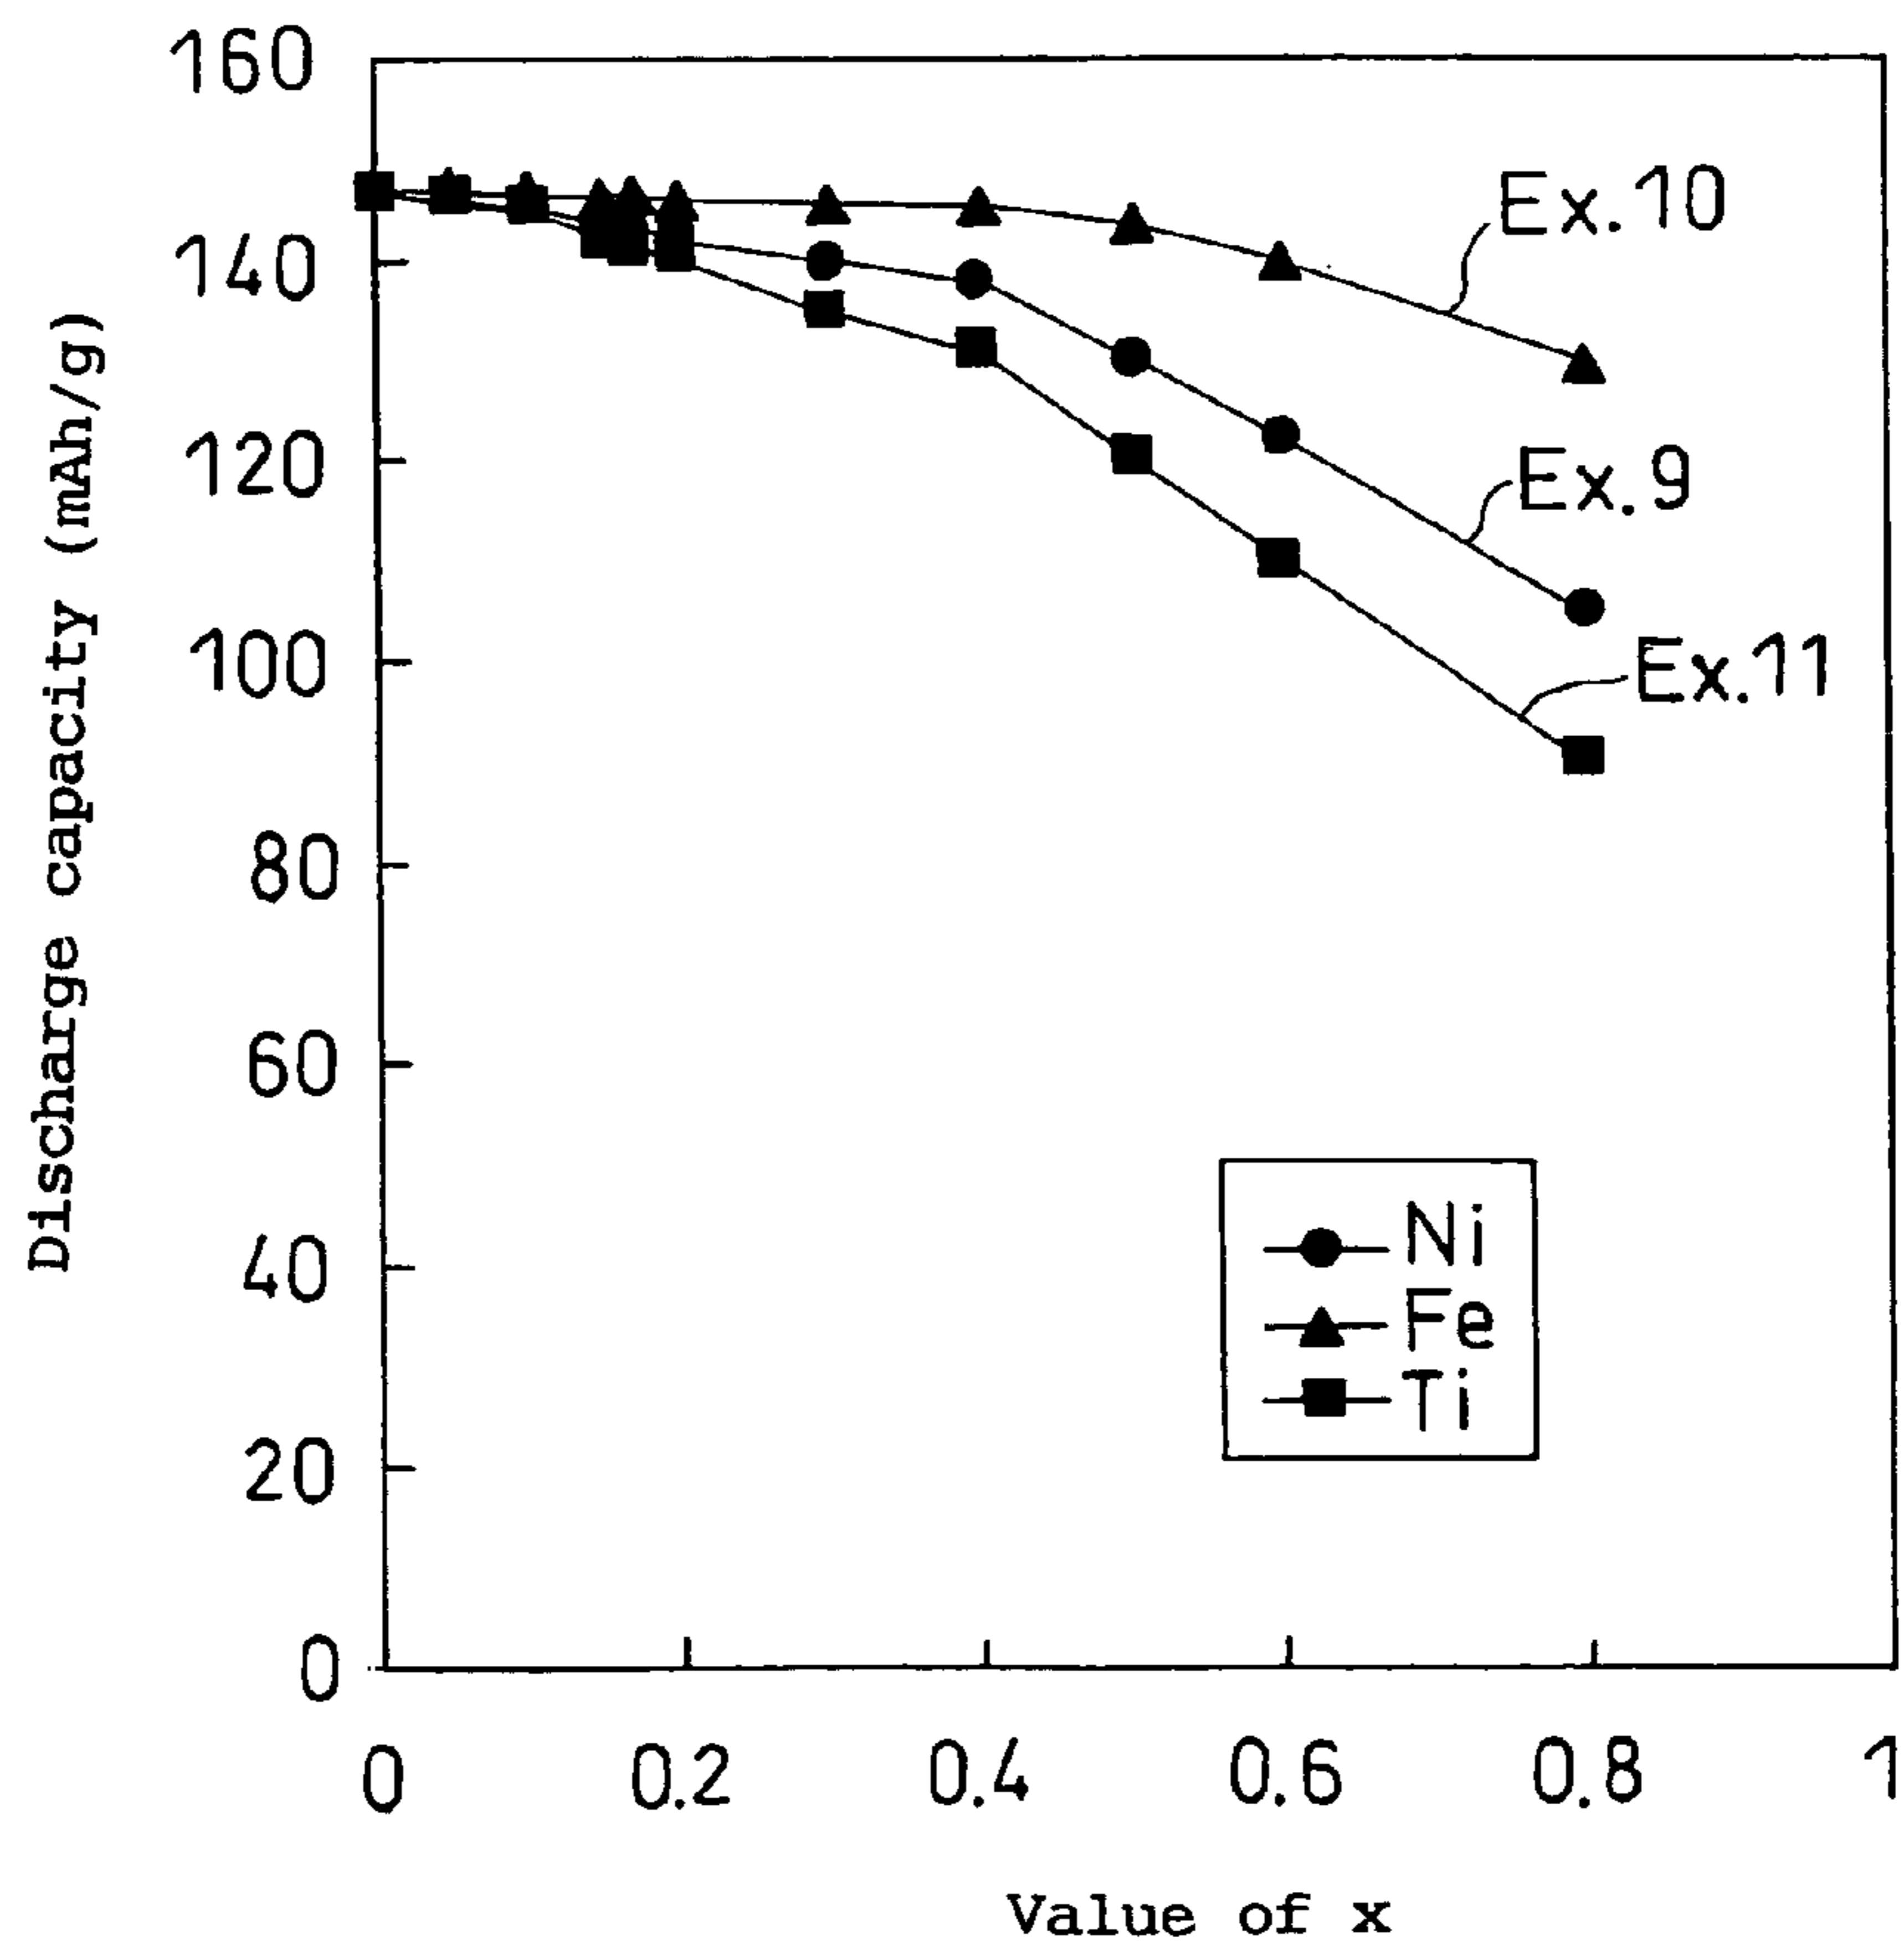 160
140
120
100
80
60
40
20
0
Discharge capacity (mAh/g)
Ex.10
Ex.9
Ex.11
Ni
Fe
Ti
0 0.2 0.4 0.6 0.8 1
Value of x